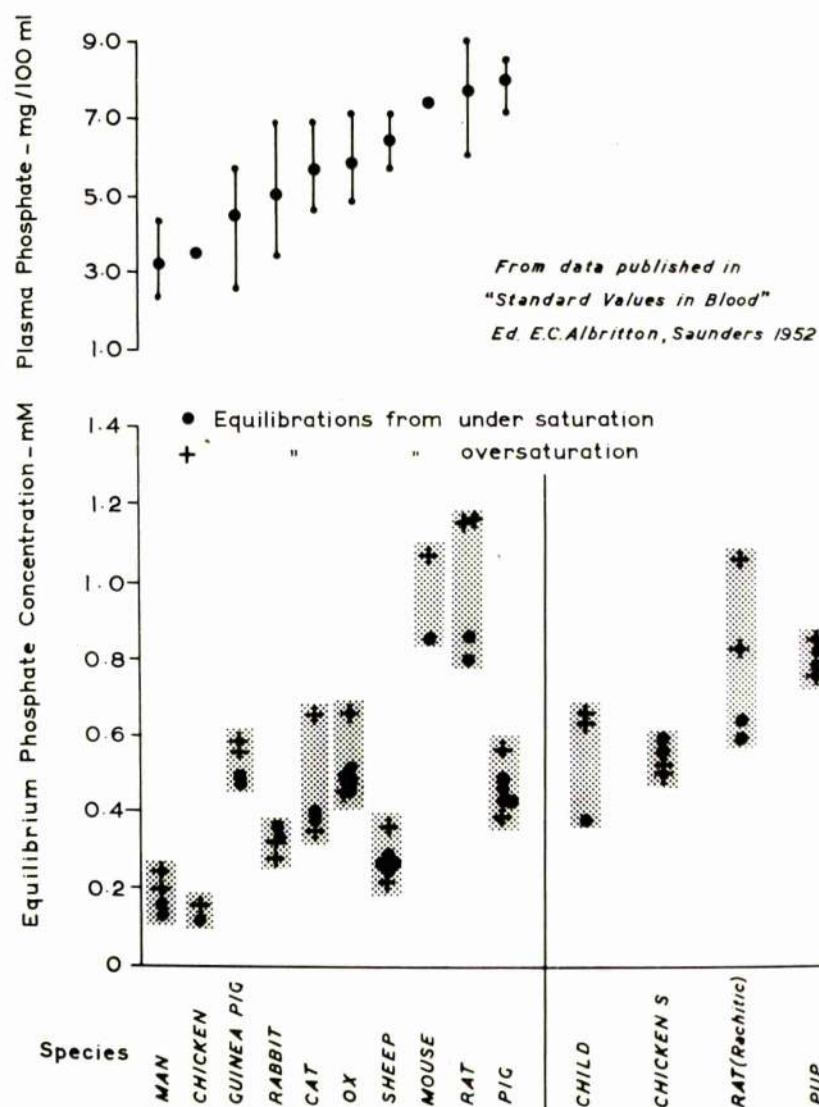 Plasma Phosphate - mg/100 ml
9.0
7.0
5.0
3.0
1.0
From data published in
"Standard Values in Blood"
Ed. E.C.Albritton, Saunders 1952
Equilibrium Phosphate Concentration - mM
● Equilibrations from under saturation
+ " " oversaturation
1.4
1.2
1.0
0.8
0.6
0.4
0.2
0
Species
MAN
CHICKEN
GUINEA PIG
RABBIT
CAT
OX
SHEEP
MOUSE
RAT
PIG
CHILD
CHICKEN S
RAT(Rachitic)
PUP